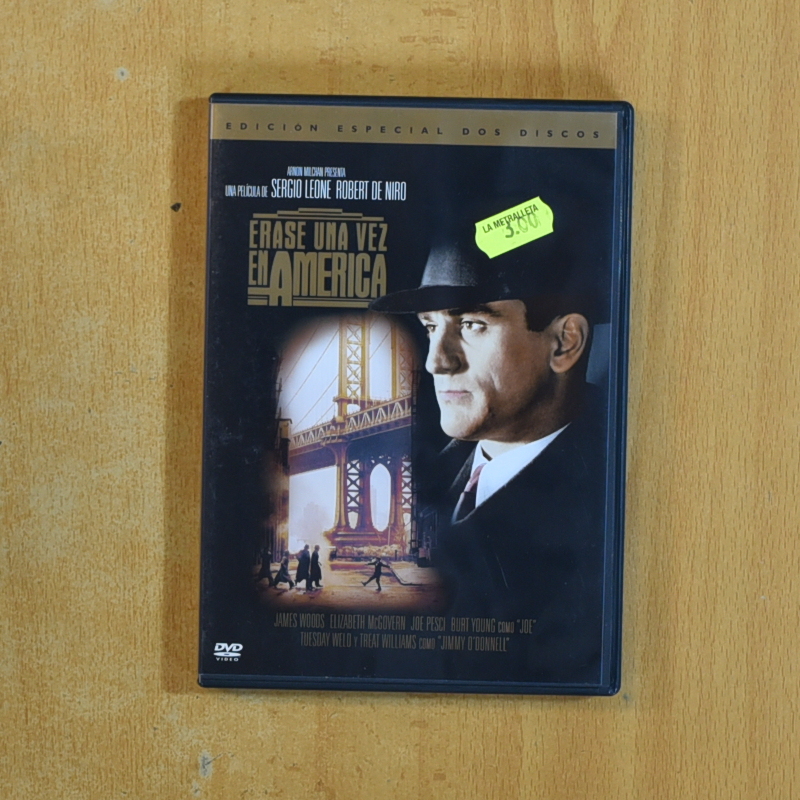 EDICIÓN ESPECIAL DOS DISCOS
ARNON MILCHAN PRESENTA
UNA PELÍCULA DE SERGIO LEONE ROBERT DE NIRO
LA METRALLETA
3.00
ERASE UNA VEZ
EN AMERICA
JAMES WOODS ELIZABETH McGOVERN JOE PESCI BURT YOUNG COMO "JOE"
TUESDAY WELD Y TREAT WILLIAMS COMO "JIMMY O'DONNELL"
DVD
VIDEO